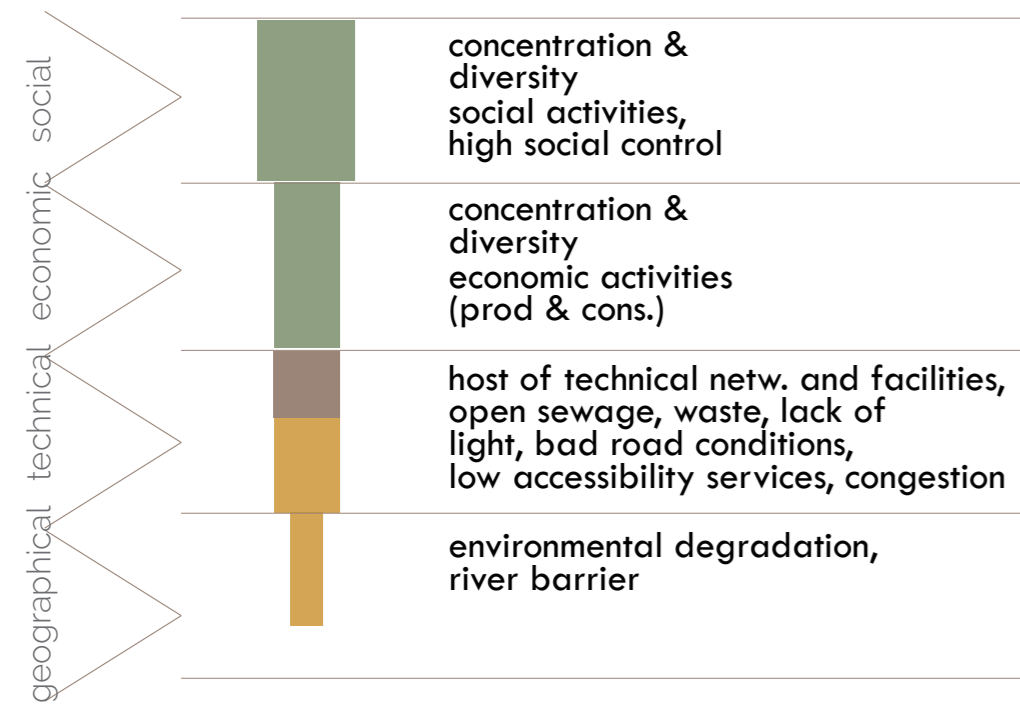 social
concentration &
diversity
social activities,
high social control
economic
concentration &
diversity
economic activities
(prod & cons.)
technical
host of technical netw. and facilities,
open sewage, waste, lack of
light, bad road conditions,
low accessibility services, congestion
geographical
environmental degradation,
river barrier